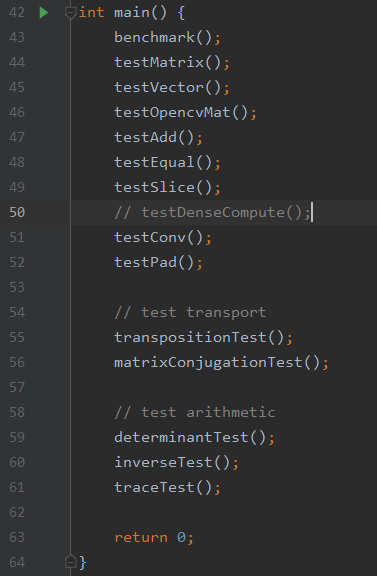 42 int main() {
43 benchmark();
44 testMatrix();
45 testVector();
46 testOpencvMat();
47 testAdd();
48 testEqual();
49 testSlice();
50 // testDenseCompute();
51 testConv();
52 testPad();
53
54 // test transport
55 transpositionTest();
56 matrixConjugationTest();
57
58 // test arithmetic
59 determinantTest();
60 inverseTest();
61 traceTest();
62
63 return 0;
64 }